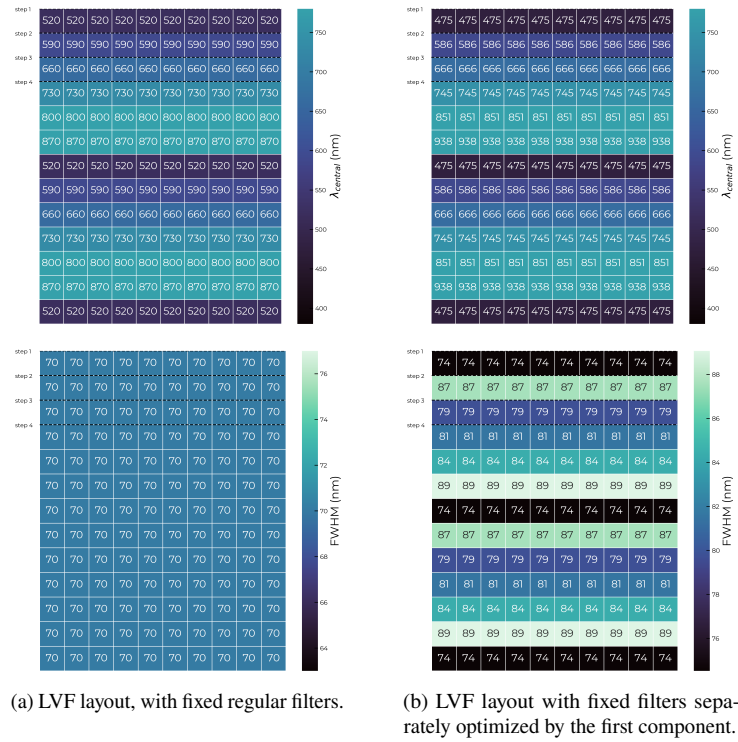 step 1
520 520 520 520 520 520 520 520 520 520
step 2
590 590 590 590 590 590 590 590 590 590
step 3
660 660 660 660 660 660 660 660 660 660
step 4
730 730 730 730 730 730 730 730 730 730
800 800 800 800 800 800 800 800 800 800
870 870 870 870 870 870 870 870 870 870
520 520 520 520 520 520 520 520 520 520
590 590 590 590 590 590 590 590 590 590
660 660 660 660 660 660 660 660 660 660
730 730 730 730 730 730 730 730 730 730
800 800 800 800 800 800 800 800 800 800
870 870 870 870 870 870 870 870 870 870
520 520 520 520 520 520 520 520 520 520
750
700
650
600
550
500
450
400
λcentral (nm)
step 1
475 475 475 475 475 475 475 475 475 475
step 2
586 586 586 586 586 586 586 586 586 586
step 3
666 666 666 666 666 666 666 666 666 666
step 4
745 745 745 745 745 745 745 745 745 745
851 851 851 851 851 851 851 851 851 851
938 938 938 938 938 938 938 938 938 938
475 475 475 475 475 475 475 475 475 475
586 586 586 586 586 586 586 586 586 586
666 666 666 666 666 666 666 666 666 666
745 745 745 745 745 745 745 745 745 745
851 851 851 851 851 851 851 851 851 851
938 938 938 938 938 938 938 938 938 938
475 475 475 475 475 475 475 475 475 475
750
700
650
600
550
500
450
400
λcentral (nm)
step 1
70 70 70 70 70 70 70 70 70 70
step 2
70 70 70 70 70 70 70 70 70 70
step 3
70 70 70 70 70 70 70 70 70 70
step 4
70 70 70 70 70 70 70 70 70 70
70 70 70 70 70 70 70 70 70 70
70 70 70 70 70 70 70 70 70 70
70 70 70 70 70 70 70 70 70 70
70 70 70 70 70 70 70 70 70 70
70 70 70 70 70 70 70 70 70 70
70 70 70 70 70 70 70 70 70 70
70 70 70 70 70 70 70 70 70 70
70 70 70 70 70 70 70 70 70 70
70 70 70 70 70 70 70 70 70 70
76
74
72
70
68
66
64
FWHM (nm)
step 1
74 74 74 74 74 74 74 74 74 74
step 2
87 87 87 87 87 87 87 87 87 87
step 3
79 79 79 79 79 79 79 79 79 79
step 4
81 81 81 81 81 81 81 81 81 81
84 84 84 84 84 84 84 84 84 84
89 89 89 89 89 89 89 89 89 89
74 74 74 74 74 74 74 74 74 74
87 87 87 87 87 87 87 87 87 87
79 79 79 79 79 79 79 79 79 79
81 81 81 81 81 81 81 81 81 81
84 84 84 84 84 84 84 84 84 84
89 89 89 89 89 89 89 89 89 89
74 74 74 74 74 74 74 74 74 74
88
86
84
82
80
78
76
FWHM (nm)
(a) LVF layout, with fixed regular filters.
(b) LVF layout with fixed filters sepa-
rately optimized by the first component.